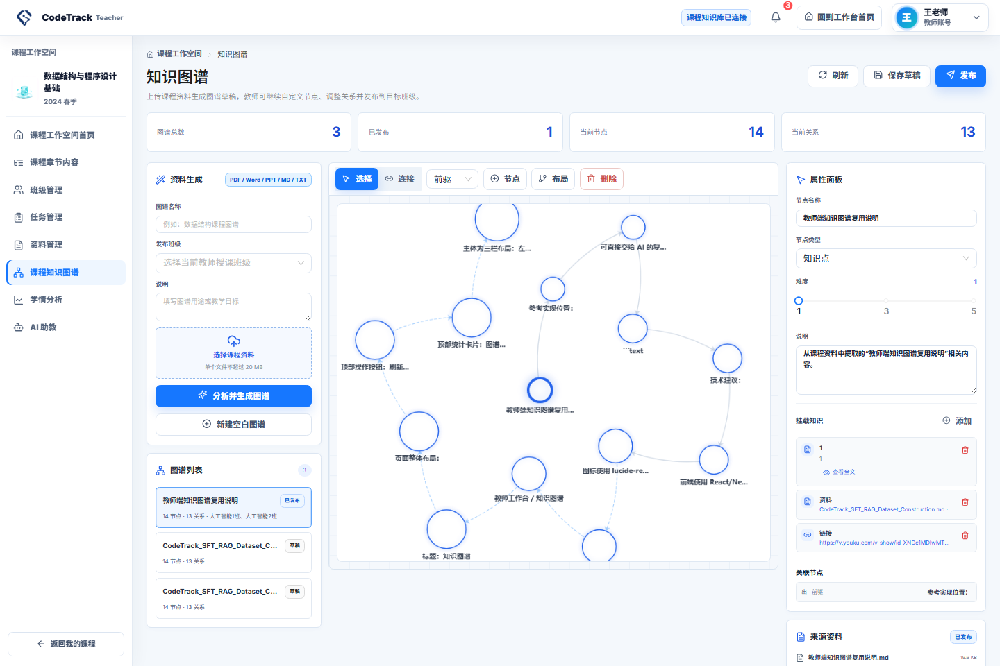 CodeTrack Teacher
课程知识库已连接
3
回到工作台首页
王
王老师
教师账号
课程工作空间
数据结构与程序设计
基础
2024 春季
课程工作空间首页
课程章节内容
班级管理
任务管理
资料管理
课程知识图谱
学情分析
AI 助教
返回我的课程
课程工作空间 › 知识图谱
知识图谱
上传课程资料生成图谱草稿，教师可继续自定义节点、调整关系并发布到目标班级。
刷新
保存草稿
发布
图谱总数 3
已发布 1
当前节点 14
当前关系 13
资料生成
PDF / Word / PPT / MD / TXT
图谱名称
例如：数据结构课程图谱
发布班级
选择当前教师授课班级
说明
填写图谱用途或教学目标
选择课程资料
单个文件不超过 20 MB
分析并生成图谱
新建空白图谱
图谱列表 3
教师端知识图谱复用说明 已发布
14 节点 · 13 关系 · 人工智能1班、人工智能2班
CodeTrack_SFT_RAG_Dataset_C... 草稿
14 节点 · 13 关系
CodeTrack_SFT_RAG_Dataset_C... 草稿
14 节点 · 13 关系
选择
连接
前驱
节点
布局
删除
主体为三栏布局：左...
可直接交给 AI 的复...
参考实现位置：
顶部统计卡片：图谱...
```text
顶部操作按钮：刷新...
技术建议：
教师端知识图谱复用...
页面整体布局：
图标使用 lucide-re...
前端使用 React/Ne...
教师工作台 / 知识图谱
标题：知识图谱
属性面板
节点名称
教师端知识图谱复用说明
节点类型
知识点
难度 1
1 3 5
说明
从课程资料中提取的“教师端知识图谱复用说明”相关内
容。
挂载知识
添加
1
1
查看全文
资料
CodeTrack_SFT_RAG_Dataset_Construction.md -...
链接
https://v.youku.com/v_show/id_XNDc1MDIwMT...
关联节点
出 · 前驱 参考实现位置：
来源资料 已发布
教师端知识图谱复用说明.md 19.6 KB